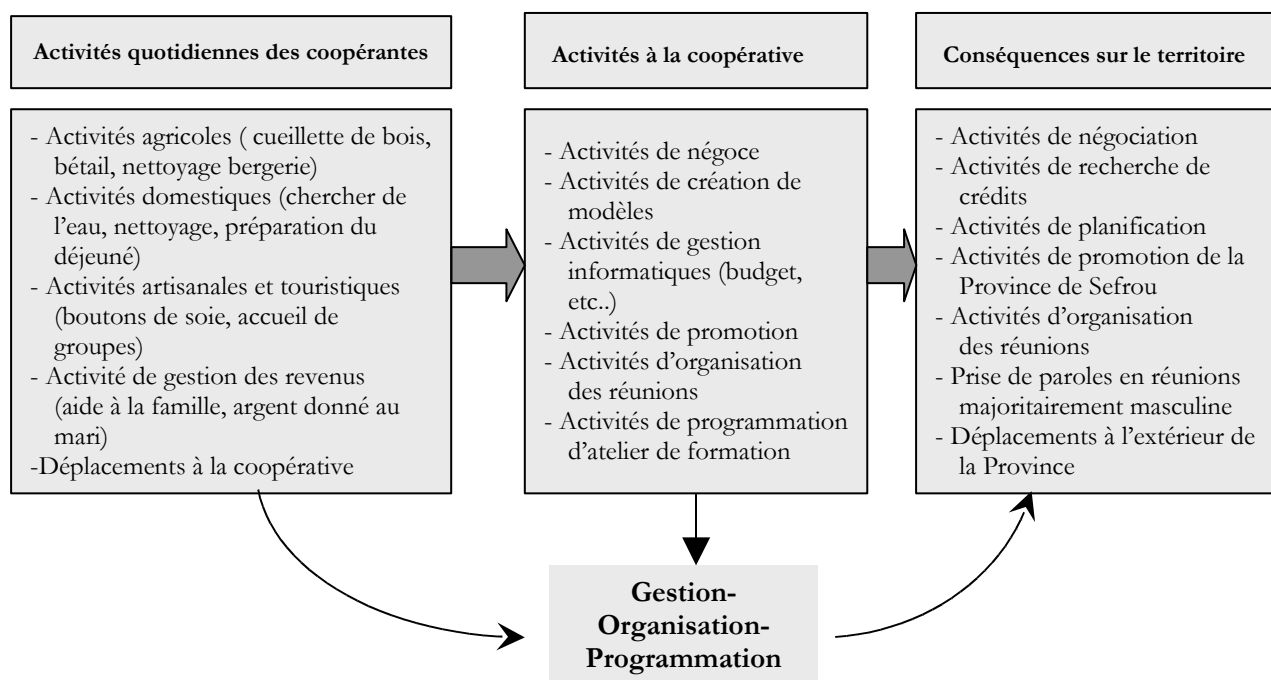 Activités quotidiennes des coopérantes
Activités à la coopérative
Conséquences sur le territoire
- Activités agricoles ( cueillette de bois,
bétail, nettoyage bergerie)
- Activités domestiques (chercher de
l’eau, nettoyage, préparation du
déjeuné)
- Activités artisanales et touristiques
(boutons de soie, accueil de
groupes)
- Activité de gestion des revenus
(aide à la famille, argent donné au
mari)
-Déplacements à la coopérative
- Activités de négoce
- Activités de création de
modèles
- Activités de gestion
informatiques (budget,
etc..)
- Activités de promotion
- Activités d’organisation
des réunions
- Activités de programmation
d’atelier de formation
- Activités de négociation
- Activités de recherche de
crédits
- Activités de planification
- Activités de promotion de la
Province de Sefrou
- Activités d’organisation
des réunions
- Prise de paroles en réunions
majoritairement masculine
- Déplacements à l’extérieur de
la Province
Gestion-
Organisation-
Programmation